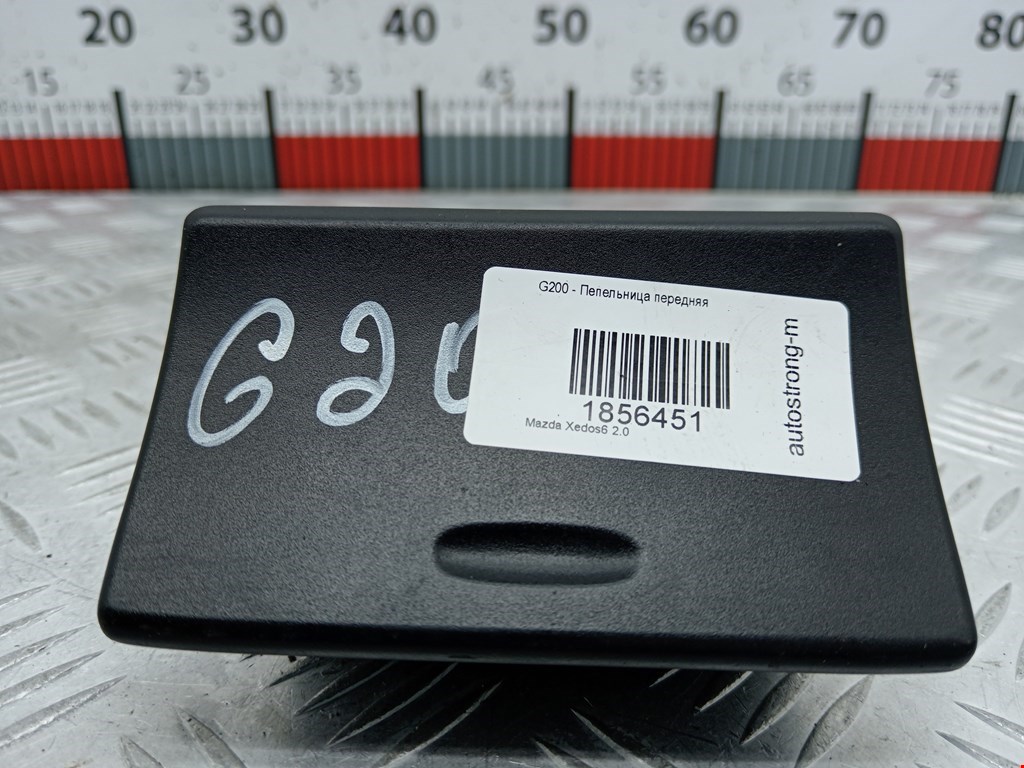 20 30 40 50 60 70 80
15 25 35 45 55 65 75
G20
G200 - Пепельница передняя
1856451
Mazda Xedos6 2.0
autostrong-m